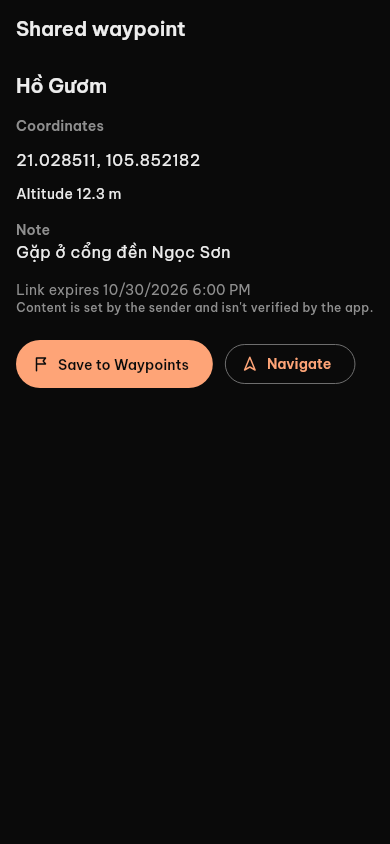 Shared waypoint
Hồ Gươm
Coordinates
21.028511, 105.852182
Altitude 12.3 m
Note
Gặp ở cổng đền Ngọc Sơn
Link expires 10/30/2026 6:00 PM
Content is set by the sender and isn't verified by the app.
Save to Waypoints
Navigate